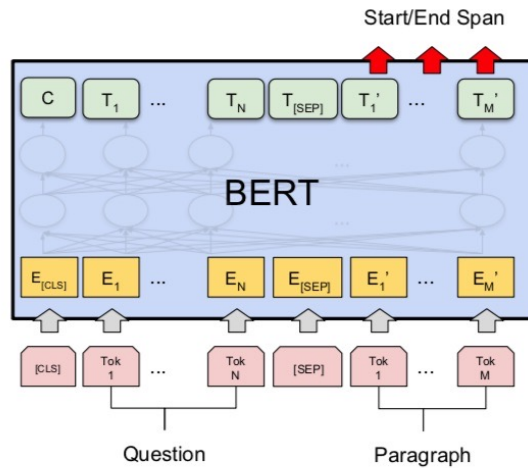 Start/End Span
C T1 ... TN T[SEP] T1' ... TM'
...
BERT
...
E[CLS] E1 ... EN E[SEP] E1' ... EM'
[CLS] Tok 1 ... Tok N [SEP] Tok 1 ... Tok M
Question Paragraph